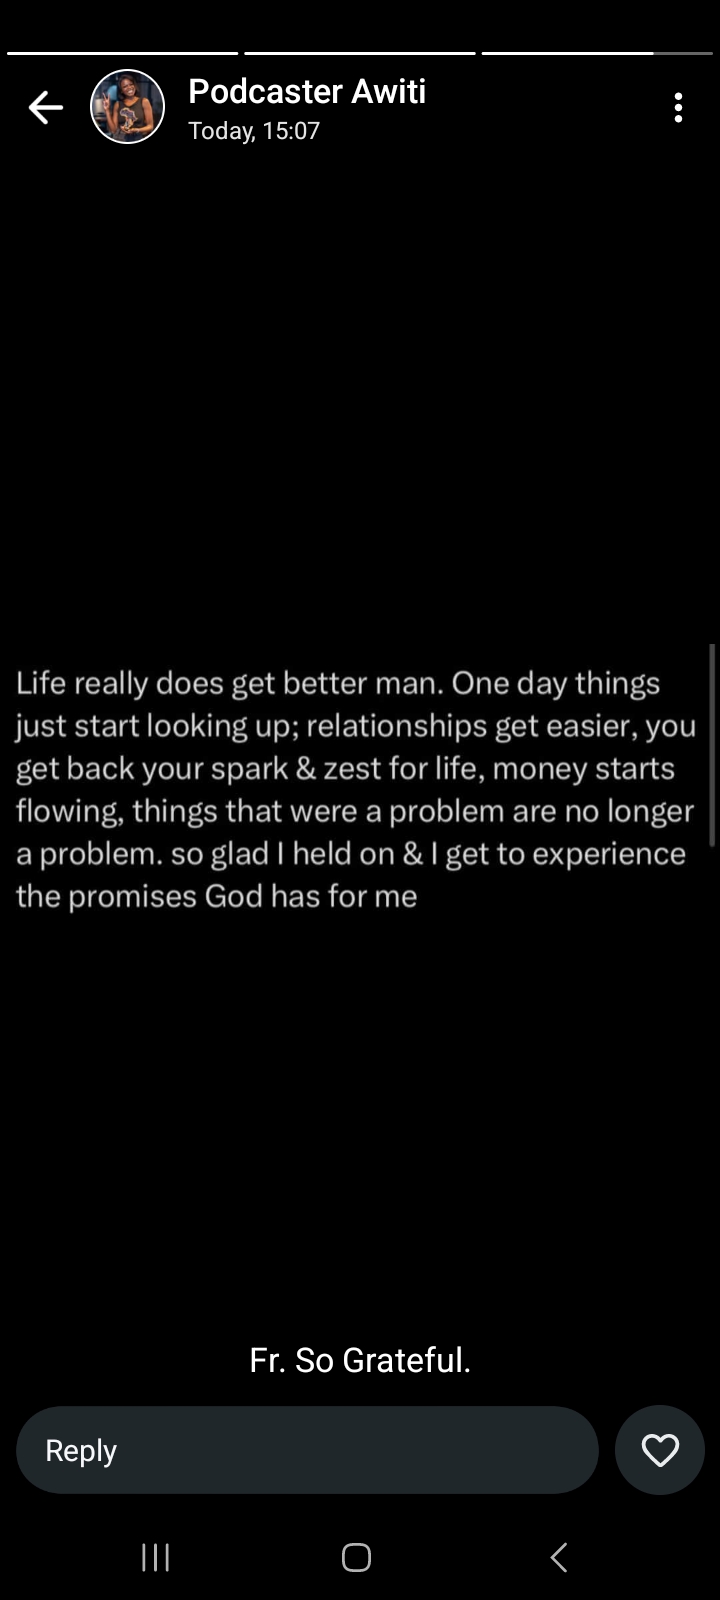 Podcaster Awiti
Today, 15:07
Life really does get better man. One day things
just start looking up; relationships get easier, you
get back your spark & zest for life, money starts
flowing, things that were a problem are no longer
a problem. so glad I held on & I get to experience
the promises God has for me
Fr. So Grateful.
Reply